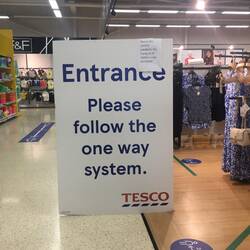 F&F
Entrance
Please
follow the
one way
system.
TESCO